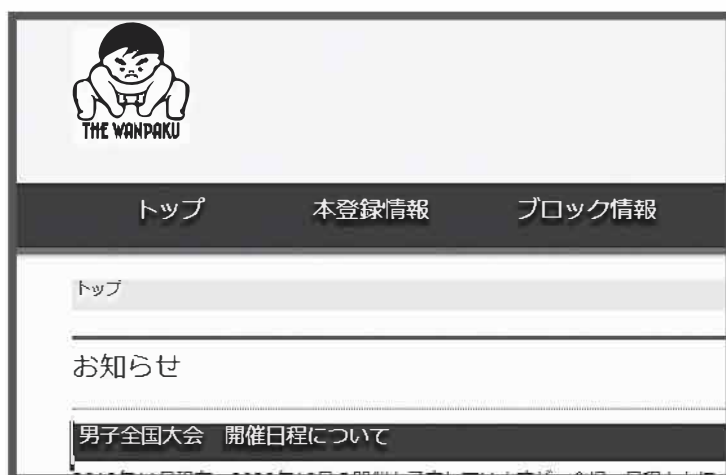 THE WANPAKU
トップ 本登録情報 ブロック情報
トップ
お知らせ
男子全国大会 開催日程について